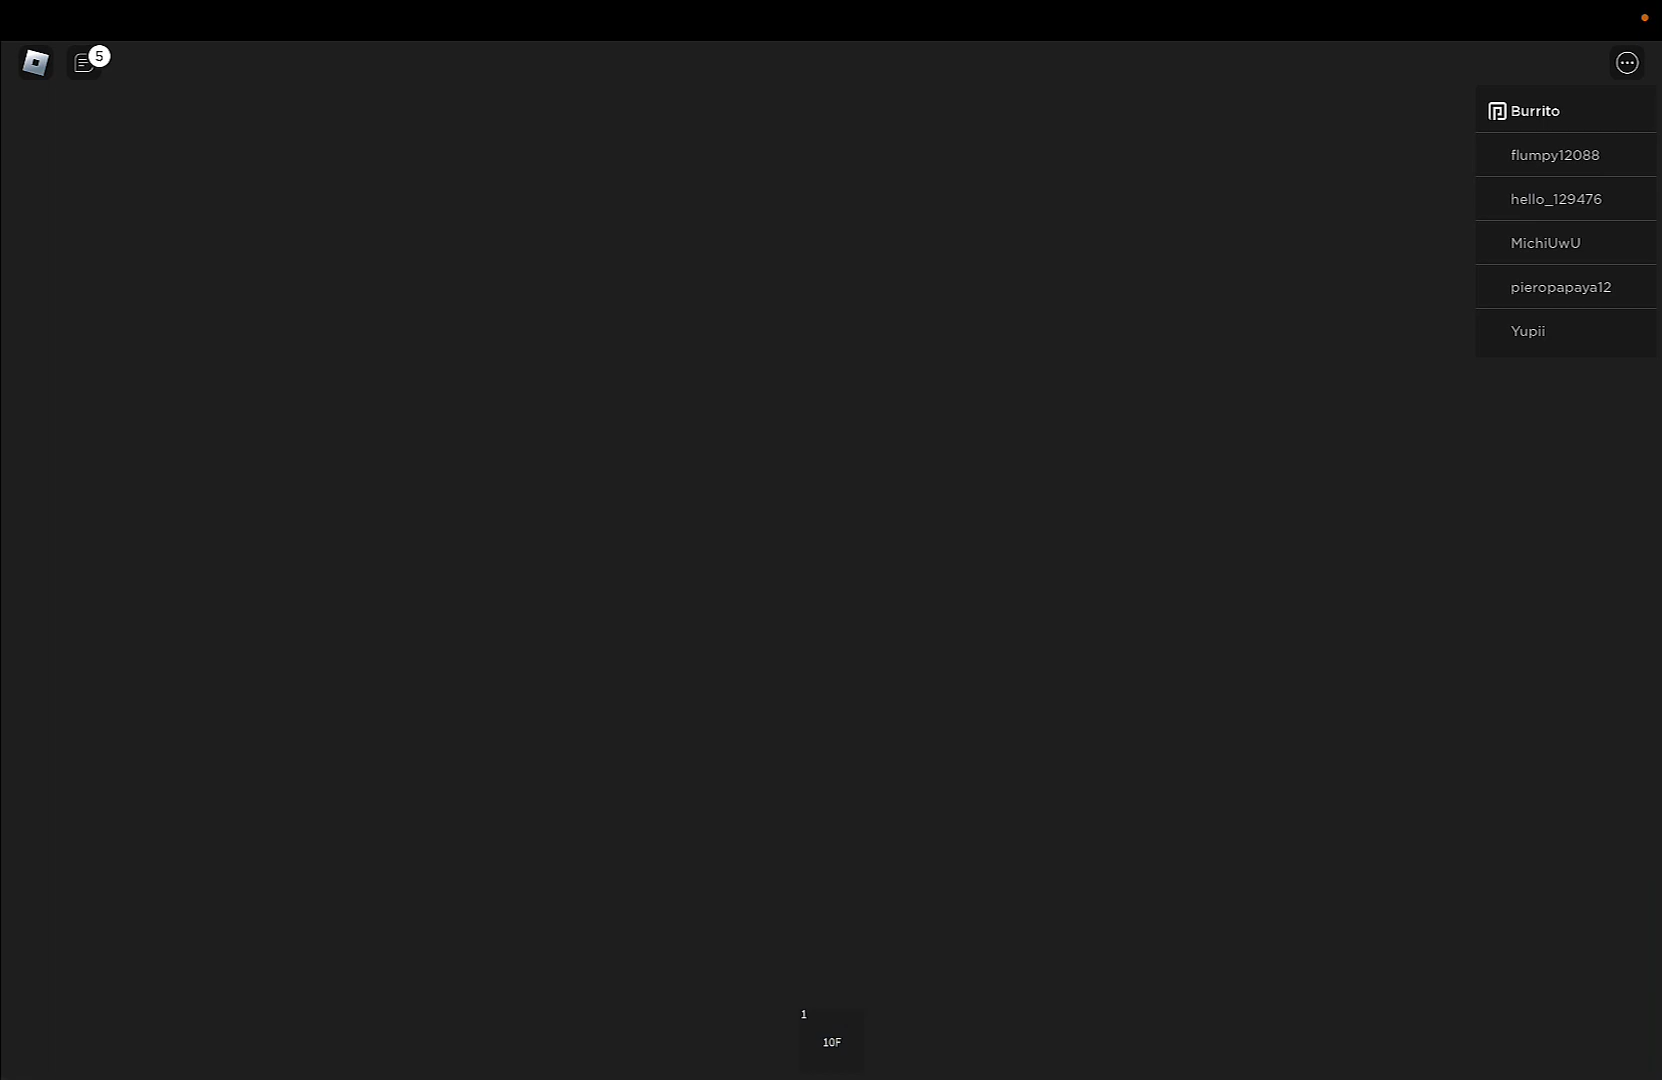 5
Burrito
flumpy12088
hello_129476
MichiUwU
pieropapaya12
Yupii
1
10F